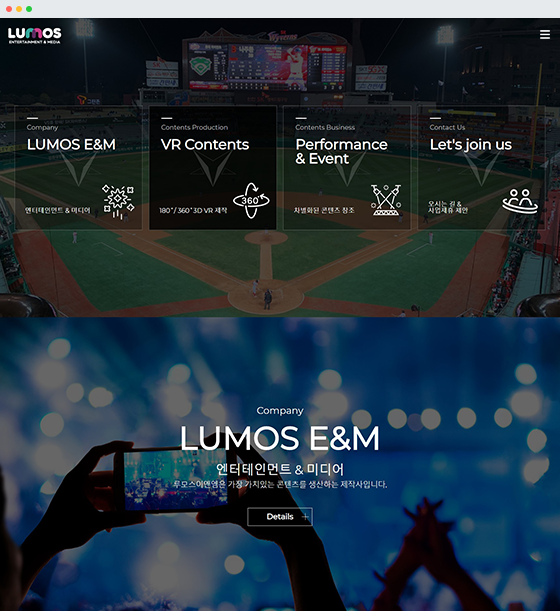 LUMOS
ENTERTAINMENT & MEDIA
Company
LUMOS E&M
엔터테인먼트 & 미디어
Contents Production
VR Contents
180°/ 360°3D VR 제작
360°
Contents Business
Performance
& Event
차별화된 콘텐츠 창조
Contact Us
Let's join us
오시는 길 &
사업제휴 제안
Company
LUMOS E&M
엔터테인먼트 & 미디어
루모스이엔엠은 가장 가치있는 콘텐츠를 생산하는 제작사입니다.
Details +